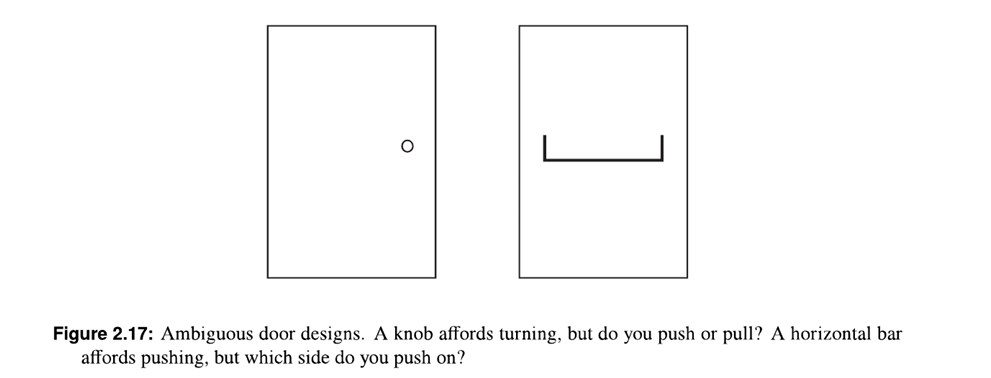 Figure 2.17: Ambiguous door designs. A knob affords turning, but do you push or pull? A horizontal bar
affords pushing, but which side do you push on?